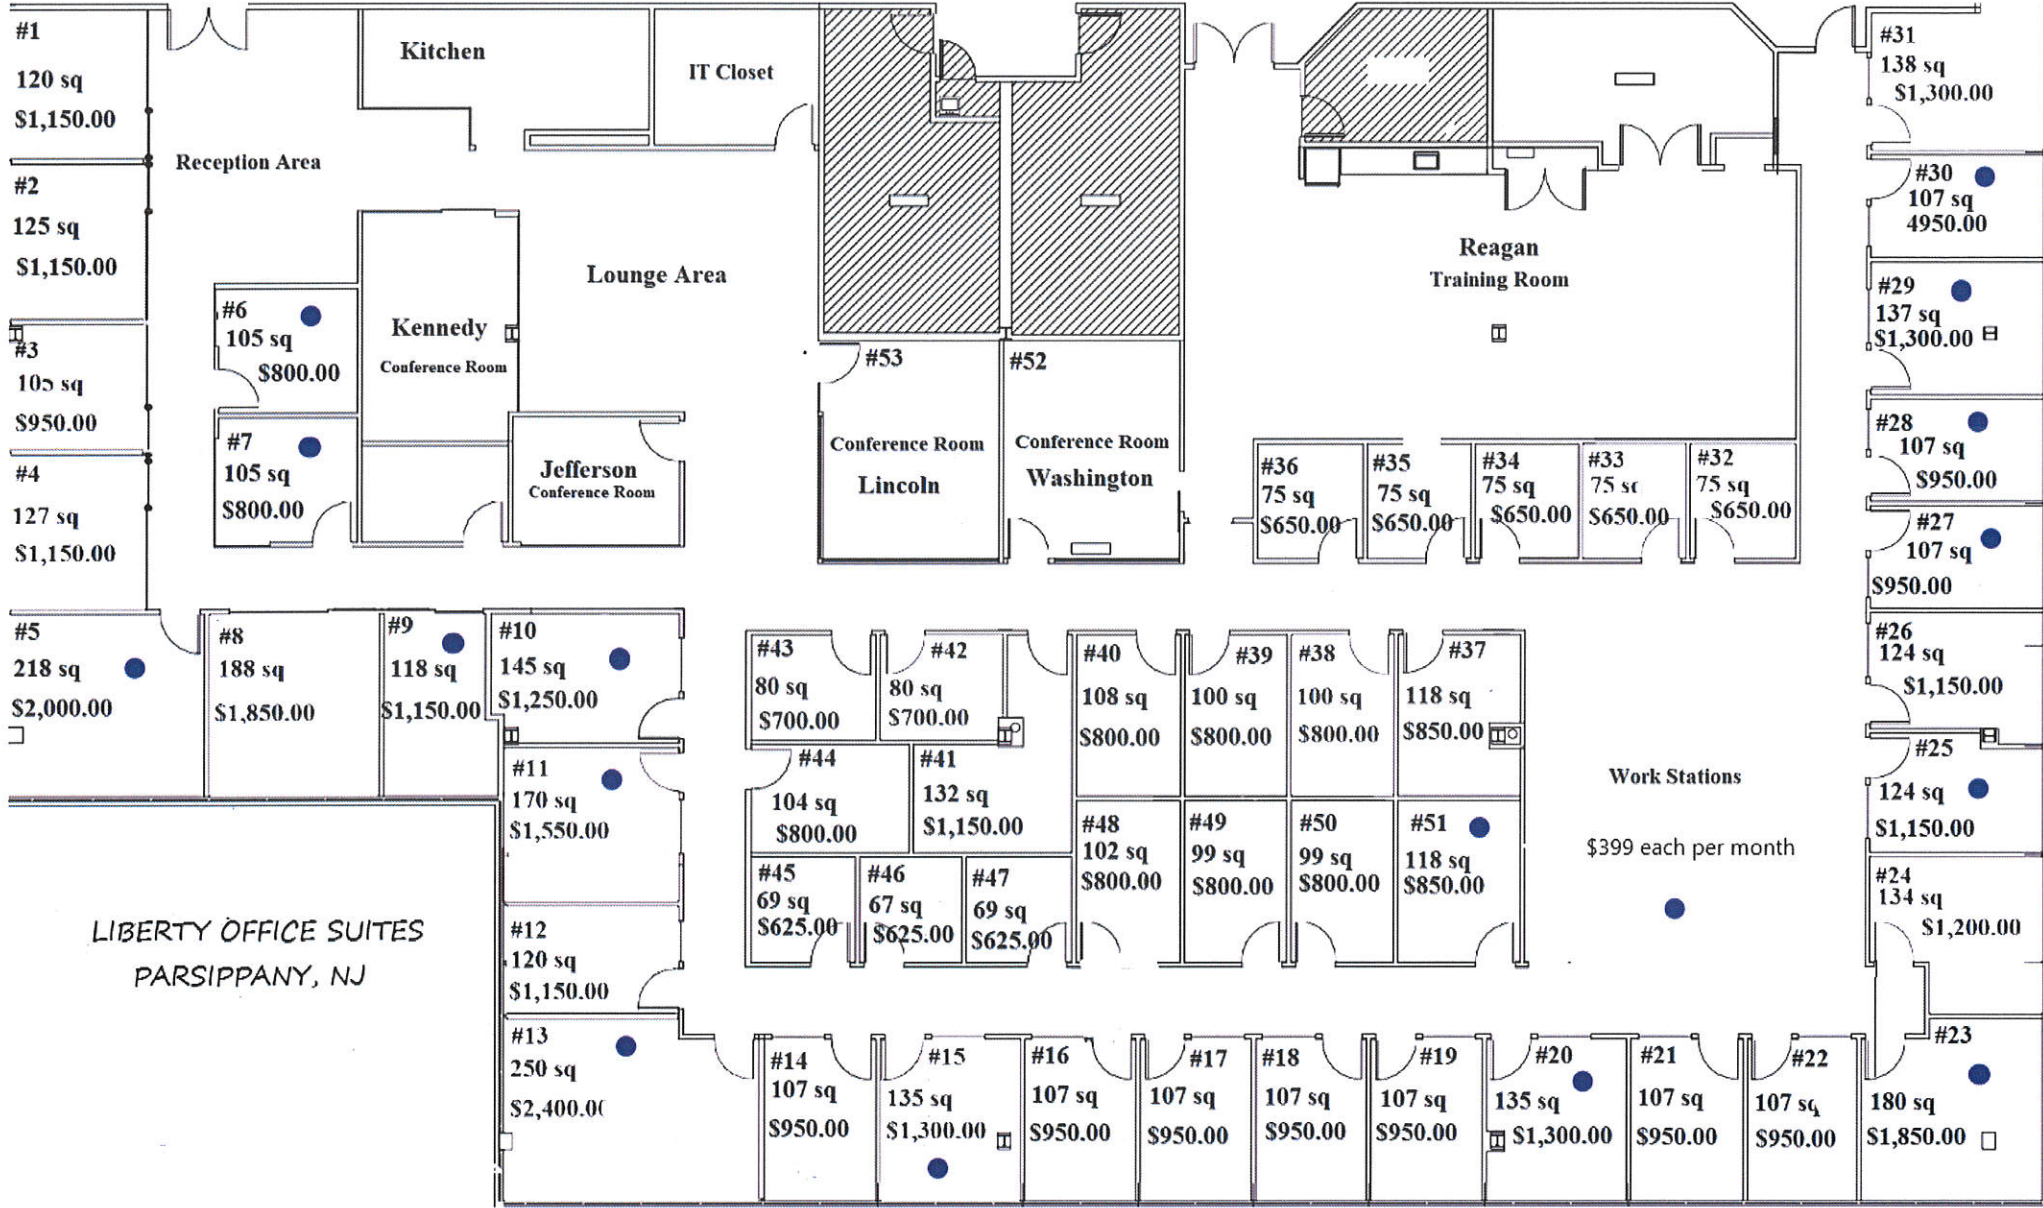 #1
120 sq
$1,150.00
#2
125 sq
$1,150.00
#3
105 sq
$950.00
#4
127 sq
$1,150.00
#5
218 sq
$2,000.00
Reception Area
Kitchen
IT Closet
Lounge Area
#6
105 sq
$800.00
#7
105 sq
$800.00
Kennedy
Conference Room
Jefferson
Conference Room
#53
Conference Room
Lincoln
#52
Conference Room
Washington
Reagan
Training Room
#31
138 sq
$1,300.00
#30
107 sq
4950.00
#29
137 sq
$1,300.00
#28
107 sq
$950.00
#27
107 sq
$950.00
#26
124 sq
$1,150.00
#25
124 sq
$1,150.00
#24
134 sq
$1,200.00
#36
75 sq
$650.00
#35
75 sq
$650.00
#34
75 sq
$650.00
#33
75 sq
$650.00
#32
75 sq
$650.00
#8
188 sq
$1,850.00
#9
118 sq
$1,150.00
#10
145 sq
$1,250.00
#11
170 sq
$1,550.00
#12
120 sq
$1,150.00
#13
250 sq
$2,400.0(
#43
80 sq
$700.00
#42
80 sq
$700.00
#44
104 sq
$800.00
#41
132 sq
$1,150.00
#45
69 sq
$625.00
#46
67 sq
$625.00
#47
69 sq
$625.00
#40
108 sq
$800.00
#39
100 sq
$800.00
#38
100 sq
$800.00
#37
118 sq
$850.00
#48
102 sq
$800.00
#49
99 sq
$800.00
#50
99 sq
$800.00
#51
118 sq
$850.00
Work Stations
$399 each per month
LIBERTY OFFICE SUITES
PARSIPPANY, NJ
#14
107 sq
$950.00
#15
135 sq
$1,300.00
#16
107 sq
$950.00
#17
107 sq
$950.00
#18
107 sq
$950.00
#19
107 sq
$950.00
#20
135 sq
$1,300.00
#21
107 sq
$950.00
#22
107 sq
$950.00
#23
180 sq
$1,850.00